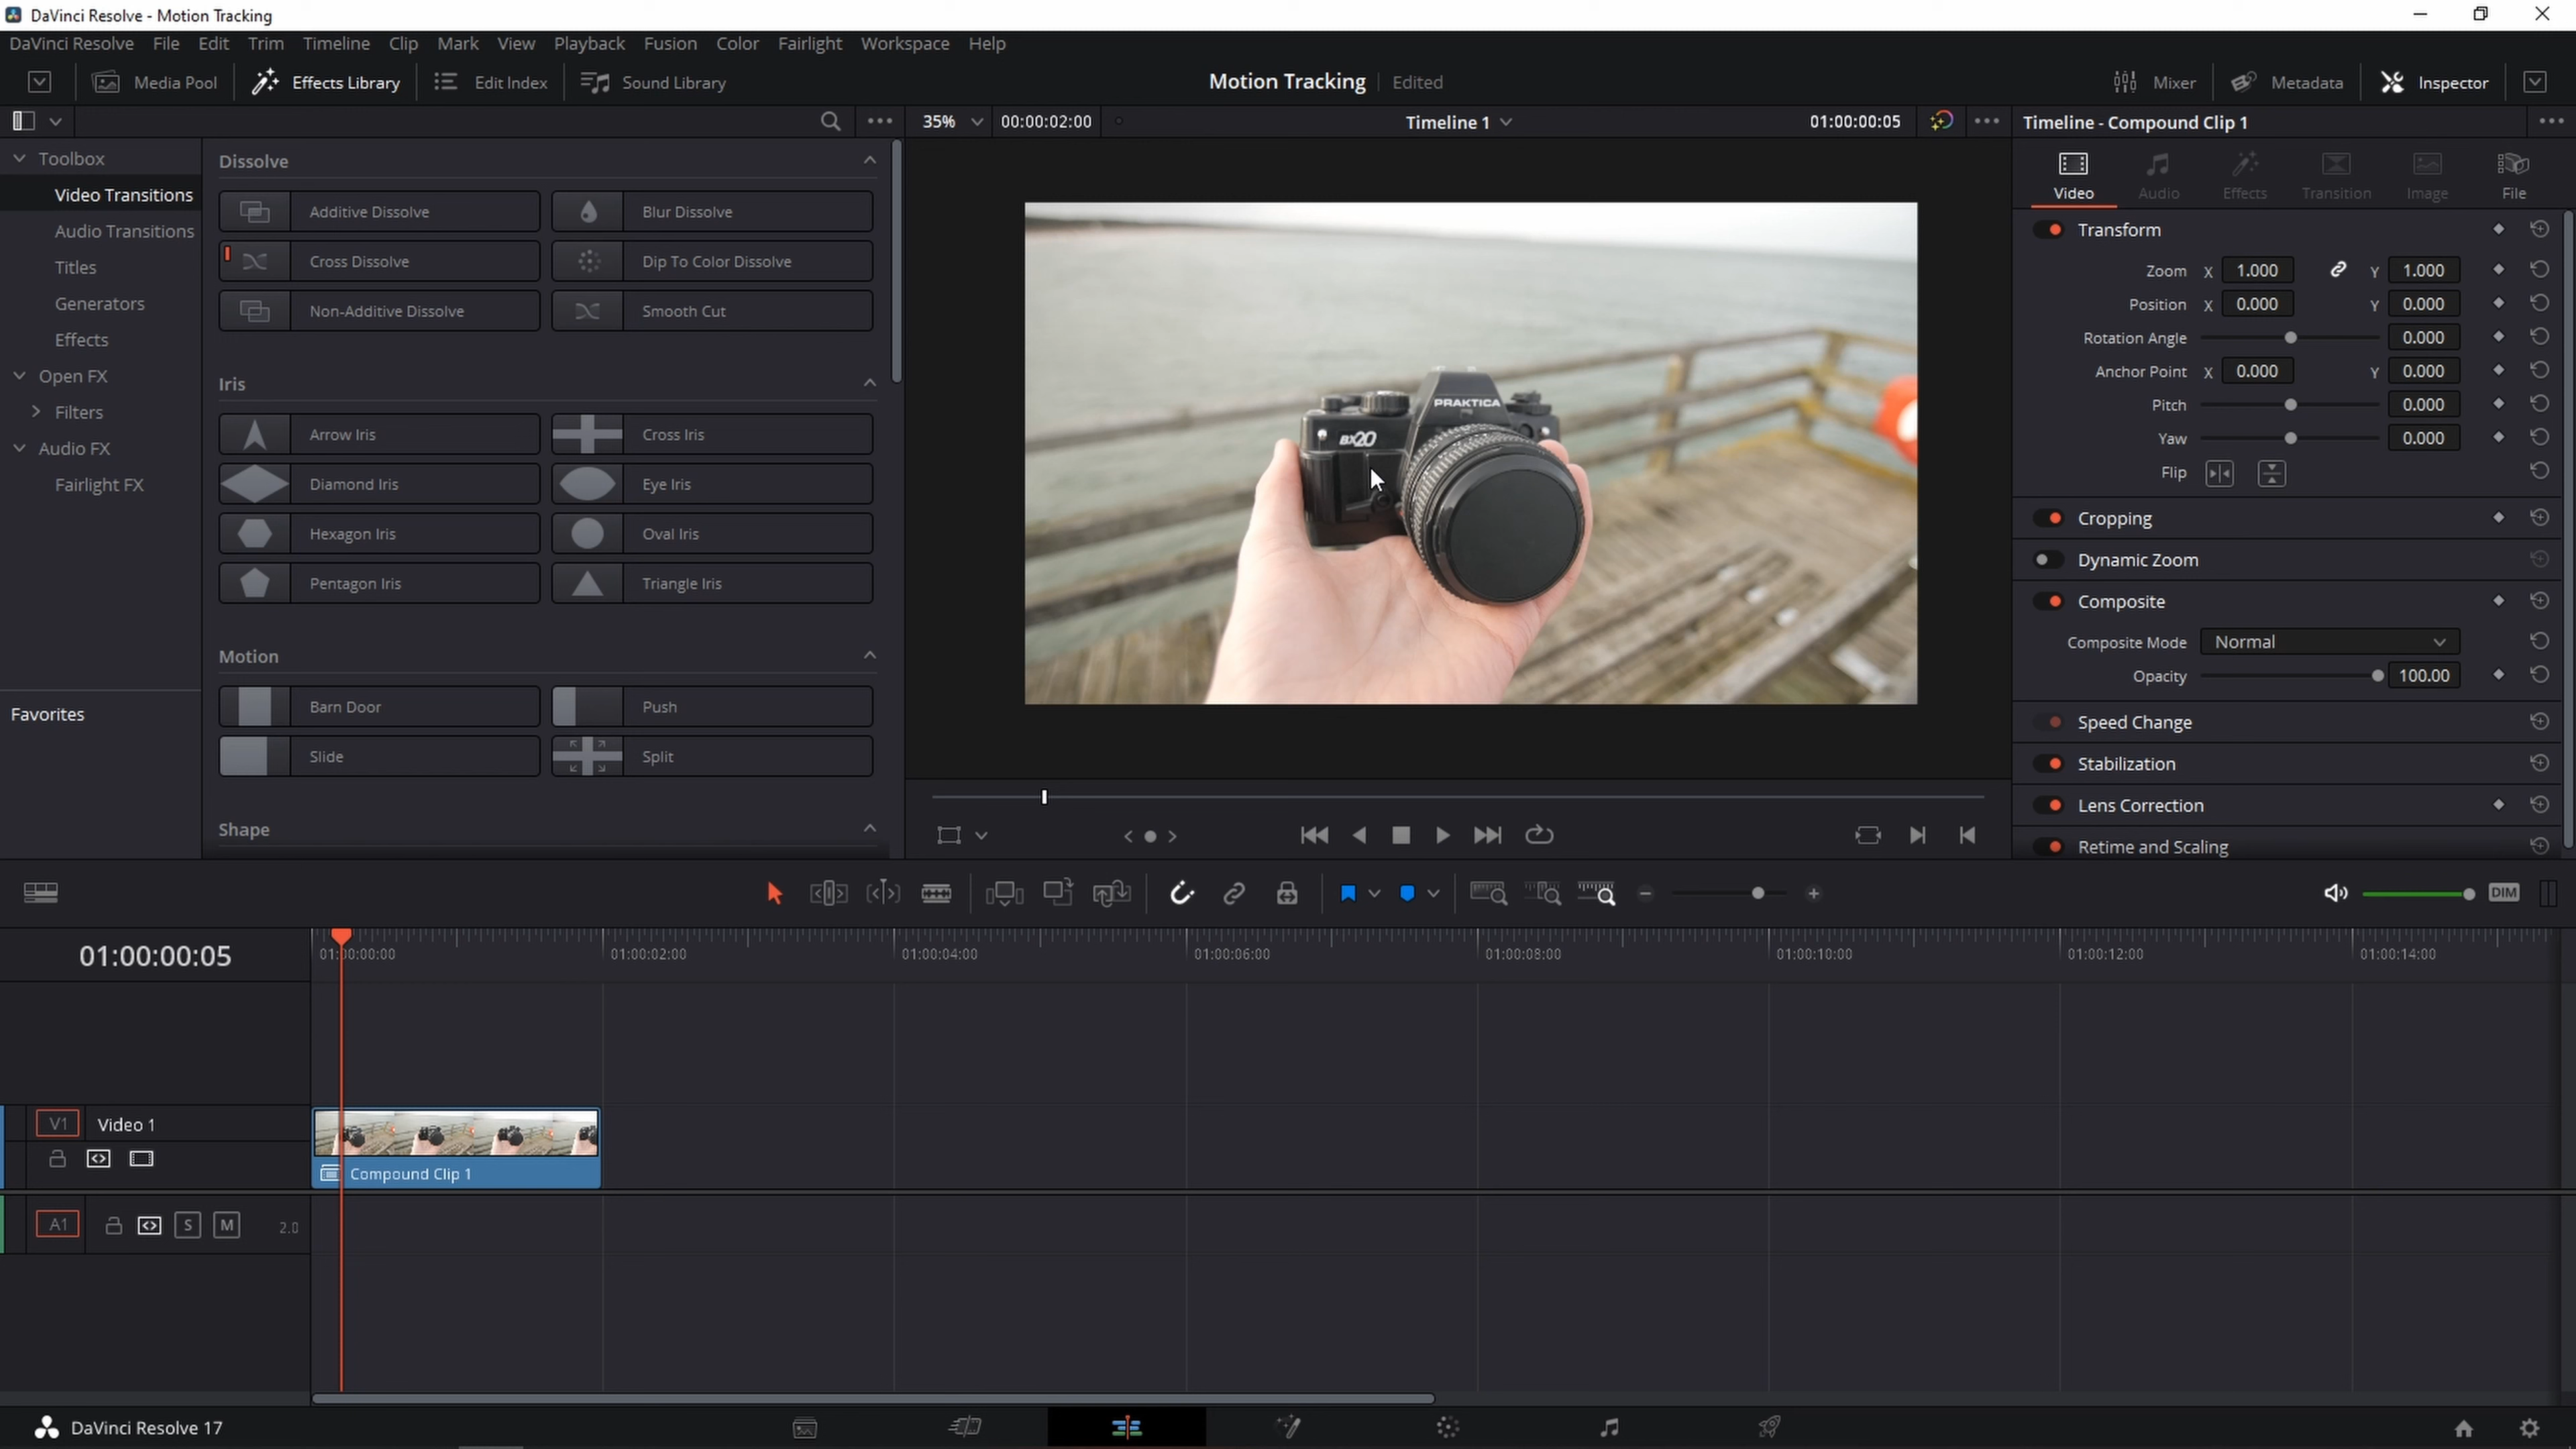 DaVinci Resolve - Motion Tracking
DaVinci Resolve File Edit Trim Timeline Clip Mark View Playback Fusion Color Fairlight Workspace Help
Media Pool Effects Library Edit Index Sound Library Motion Tracking Edited Mixer Metadata Inspector
35% 00:00:02:00 Timeline 1 01:00:00:05 Timeline - Compound Clip 1
Toolbox
Video Transitions
Audio Transitions
Titles
Generators
Effects
Open FX
Filters
Audio FX
Fairlight FX
Favorites
Dissolve
Additive Dissolve Blur Dissolve
Cross Dissolve Dip To Color Dissolve
Non-Additive Dissolve Smooth Cut
Iris
Arrow Iris Cross Iris
Diamond Iris Eye Iris
Hexagon Iris Oval Iris
Pentagon Iris Triangle Iris
Motion
Barn Door Push
Slide Split
Shape
PRAKTICA
BX20
Video Audio Effects Transition Image File
Transform
Zoom X 1.000 Y 1.000
Position X 0.000 Y 0.000
Rotation Angle 0.000
Anchor Point X 0.000 Y 0.000
Pitch 0.000
Yaw 0.000
Flip
Cropping
Dynamic Zoom
Composite
Composite Mode Normal
Opacity 100.00
Speed Change
Stabilization
Lens Correction
Retime and Scaling
DIM
01:00:00:05
01:00:00:00 01:00:02:00 01:00:04:00 01:00:06:00 01:00:08:00 01:00:10:00 01:00:12:00 01:00:14:00
V1 Video 1
Compound Clip 1
A1 S M 2.0
DaVinci Resolve 17